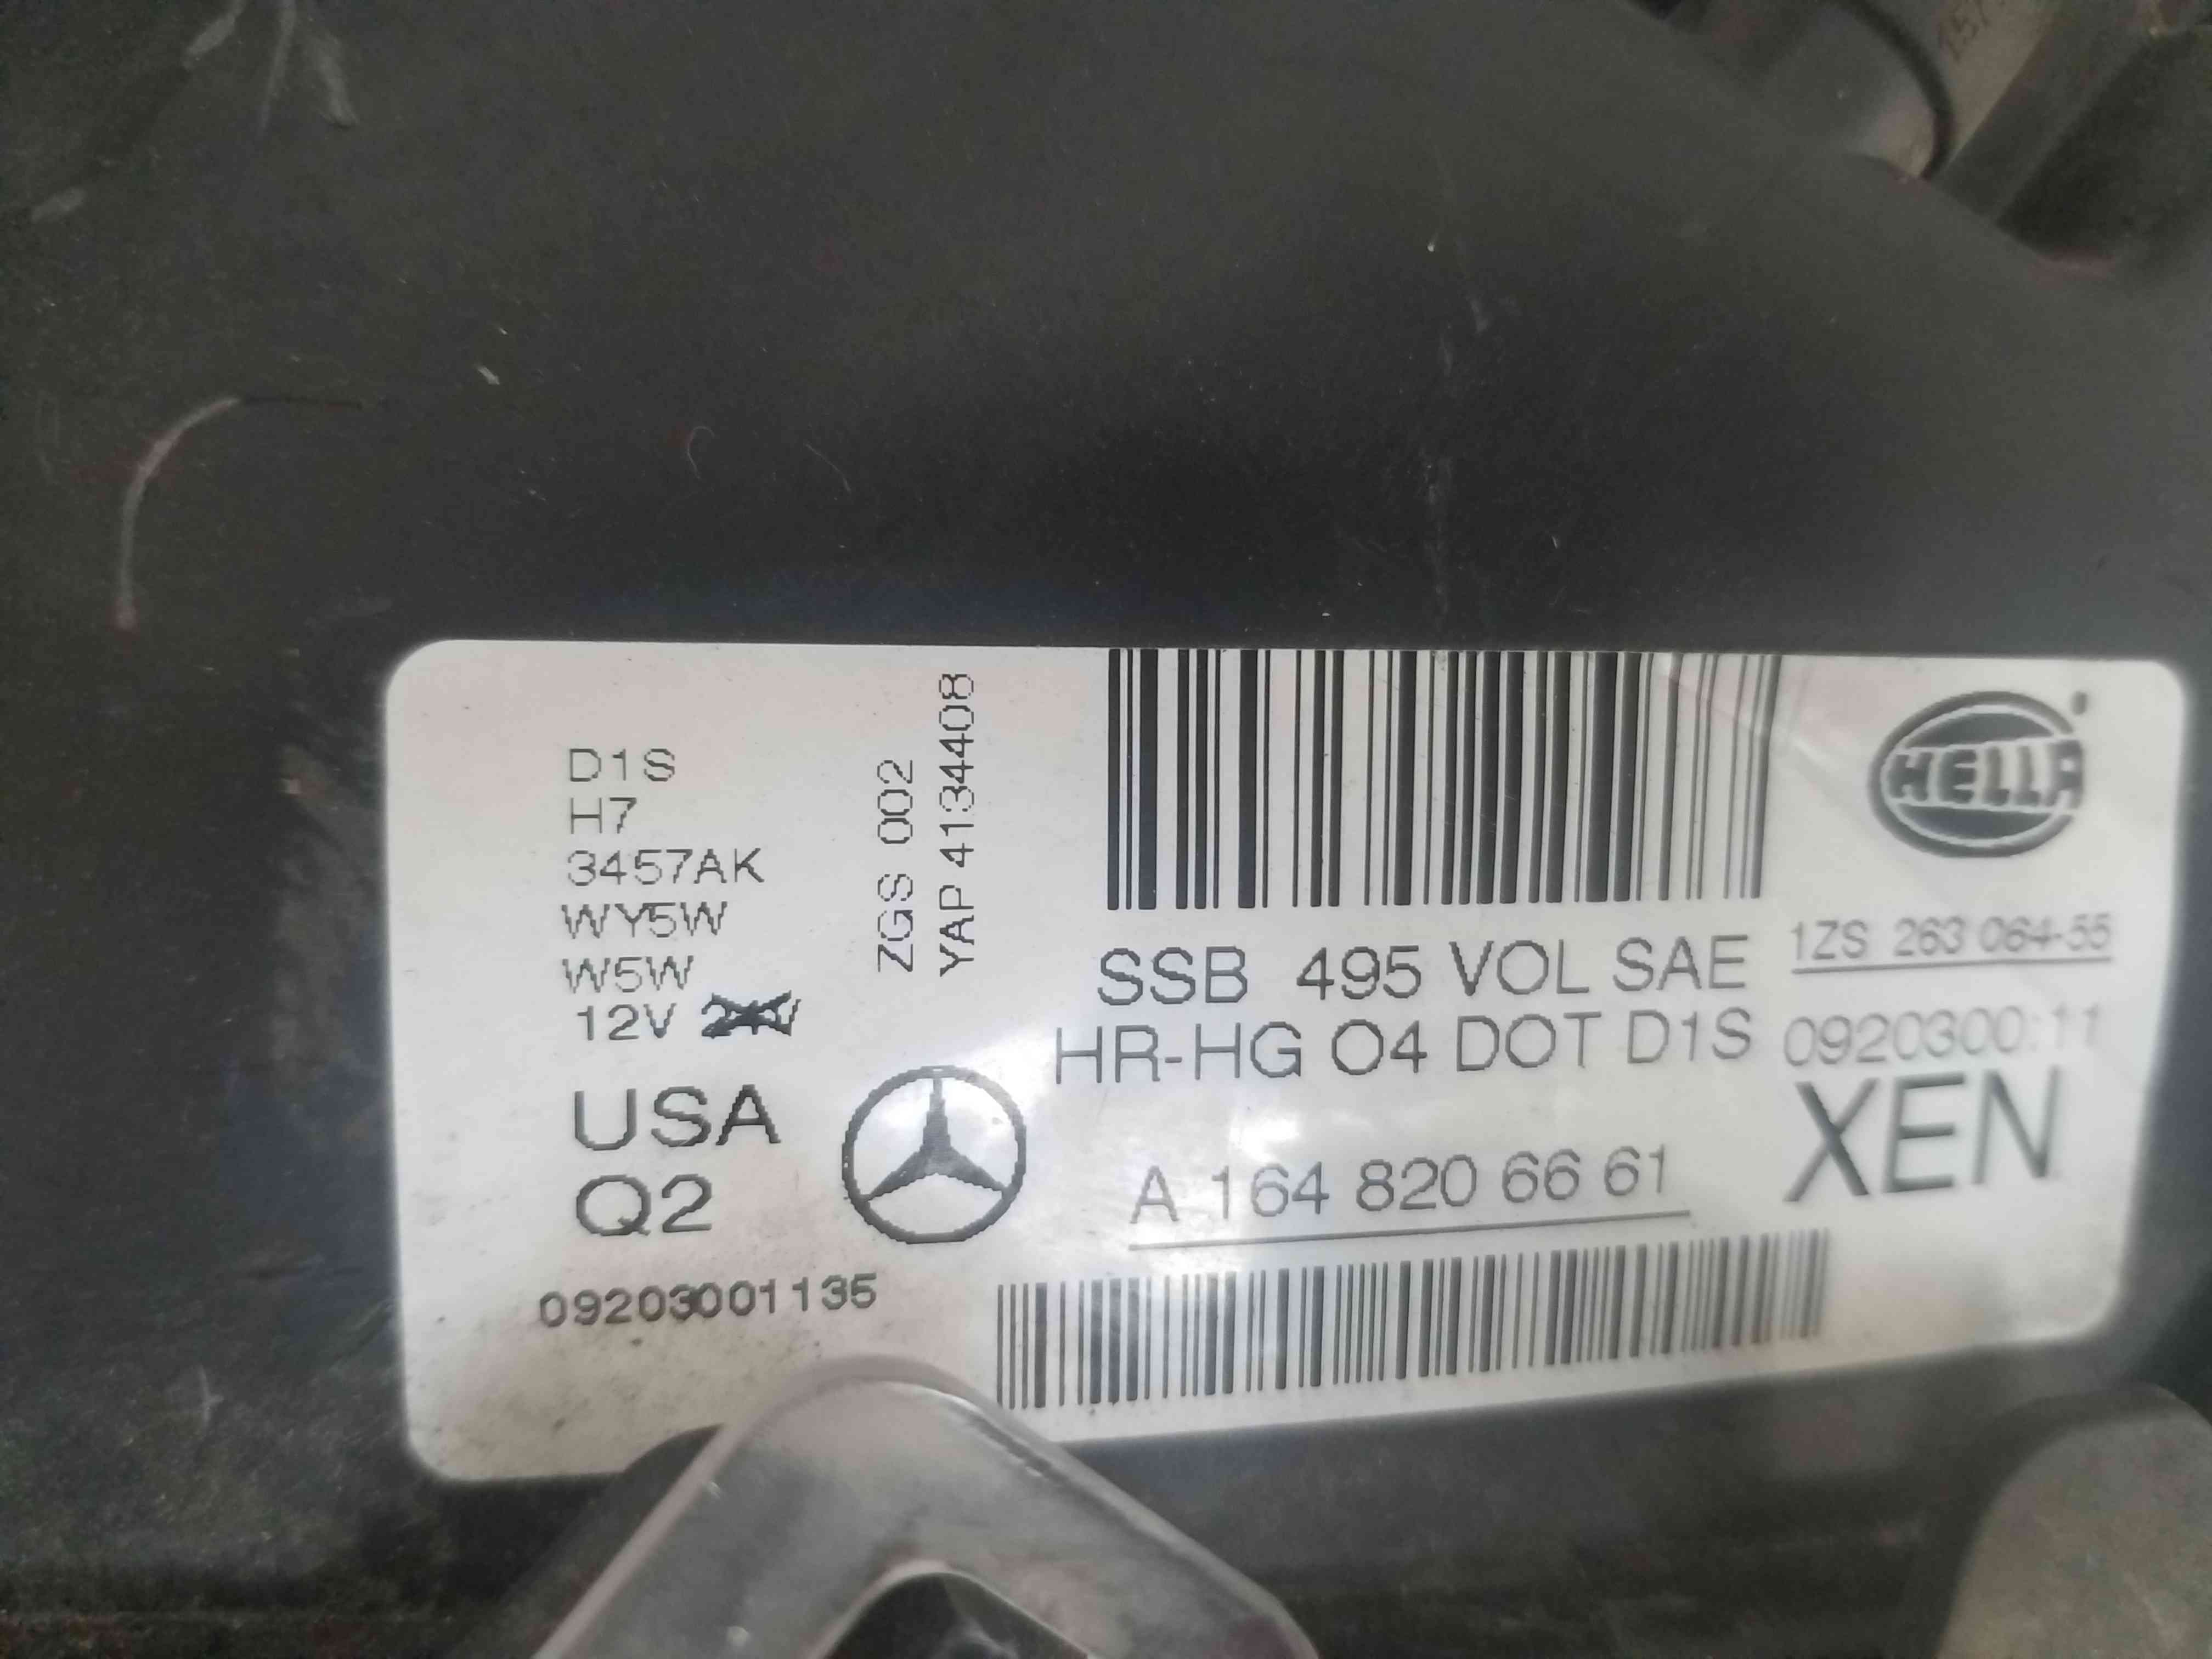 D1S
H7
3457AK
WY5W
W5W
12V 24V
USA
Q2
09203001135
ZGS 002
YAP 4134408
SSB 495 VOL SAE
HR-HG O4 DOT D1S
A 164 820 66 61
HELLA
1ZS 263 064-55
0920300:11
XEN